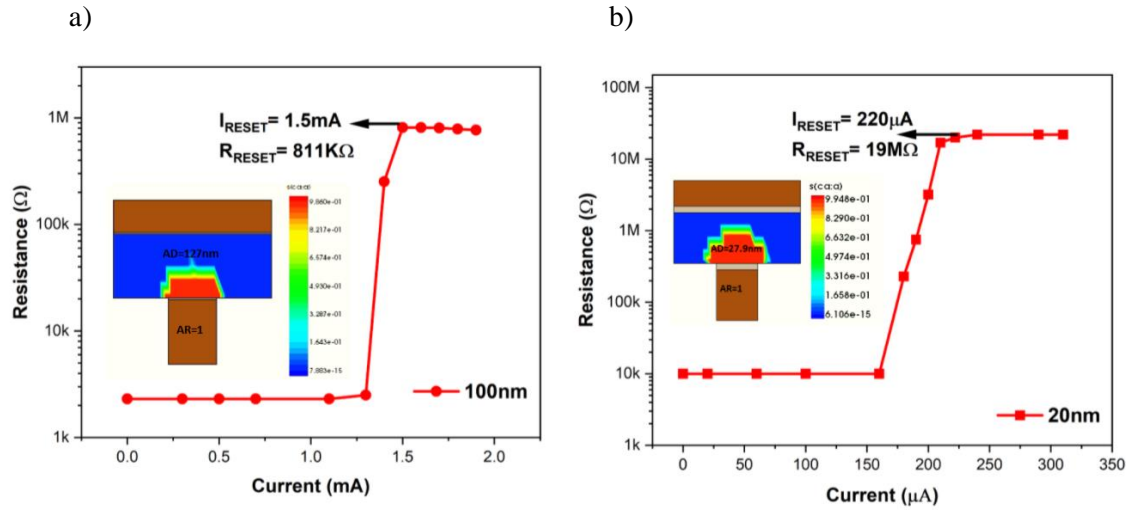 a)
b)
1M
100k
10k
1k
Resistance (Ω)
0.0 0.5 1.0 1.5 2.0
Current (mA)
I_RESET= 1.5mA
R_RESET= 811KΩ
100nm
AD=127nm
AR=1
9.860e-01
8.217e-01
6.574e-01
4.930e-01
3.287e-01
1.643e-01
7.883e-15
100M
10M
1M
100k
10k
1k
Resistance (Ω)
0 50 100 150 200 250 300 350
Current (μA)
I_RESET= 220μA
R_RESET= 19MΩ
20nm
AD=27.9nm
AR=1
s(ca:a)
9.948e-01
8.290e-01
6.632e-01
4.974e-01
3.316e-01
1.658e-01
6.106e-15